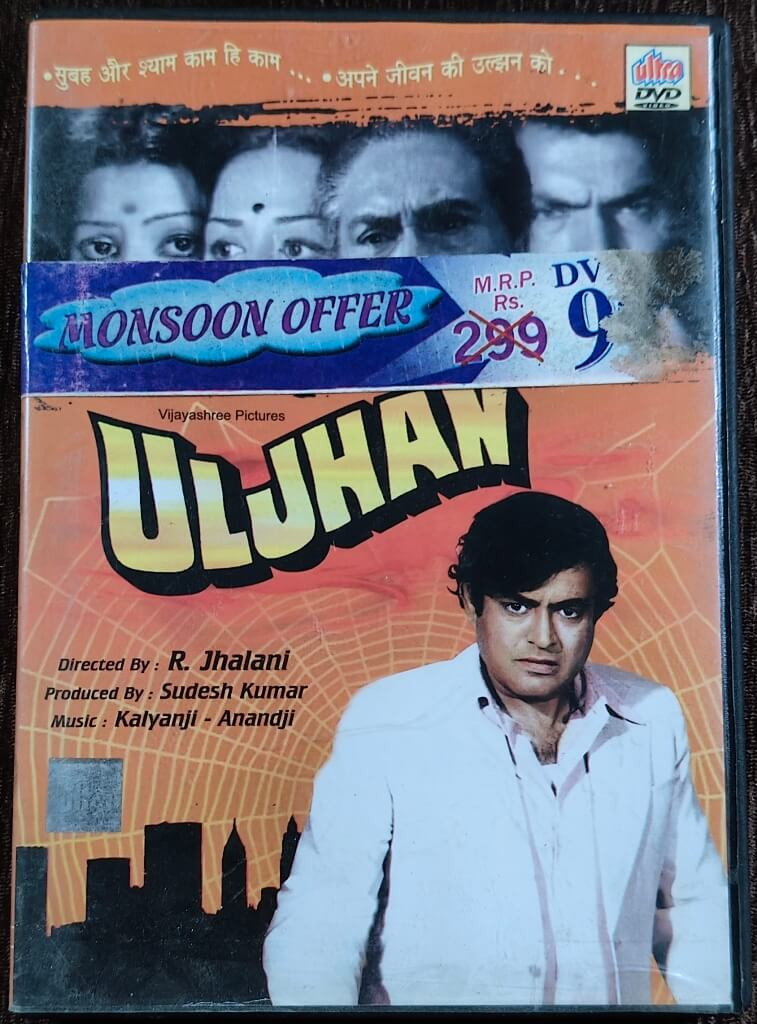 •सुबह और श्याम काम हि काम ... •अपने जीवन की उल्झन को . . .
ultra
DVD
VIDEO
MONSOON OFFER
M.R.P.
Rs.
299
DV
9
Vijayashree Pictures
ULJHAN
Directed By : R. Jhalani
Produced By : Sudesh Kumar
Music : Kalyanji - Anandji